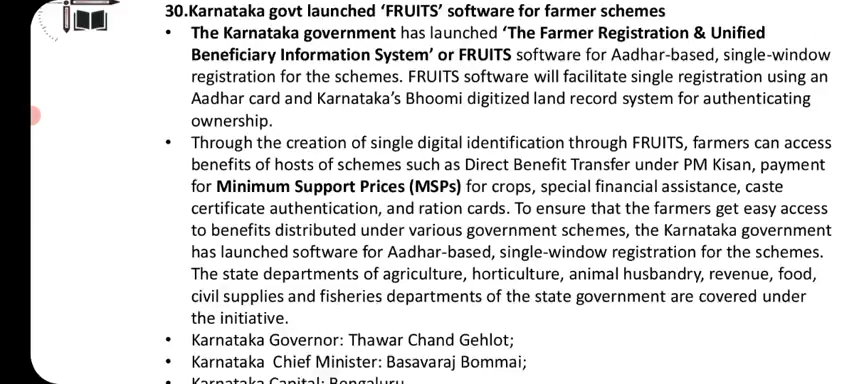 30.Karnataka govt launched ‘FRUITS’ software for farmer schemes
• The Karnataka government has launched ‘The Farmer Registration & Unified
Beneficiary Information System’ or FRUITS software for Aadhar-based, single-window
registration for the schemes. FRUITS software will facilitate single registration using an
Aadhar card and Karnataka’s Bhoomi digitized land record system for authenticating
ownership.
• Through the creation of single digital identification through FRUITS, farmers can access
benefits of hosts of schemes such as Direct Benefit Transfer under PM Kisan, payment
for Minimum Support Prices (MSPs) for crops, special financial assistance, caste
certificate authentication, and ration cards. To ensure that the farmers get easy access
to benefits distributed under various government schemes, the Karnataka government
has launched software for Aadhar-based, single-window registration for the schemes.
The state departments of agriculture, horticulture, animal husbandry, revenue, food,
civil supplies and fisheries departments of the state government are covered under
the initiative.
• Karnataka Governor: Thawar Chand Gehlot;
• Karnataka  Chief Minister: Basavaraj Bommai;
• Karnataka Capital: Bengaluru